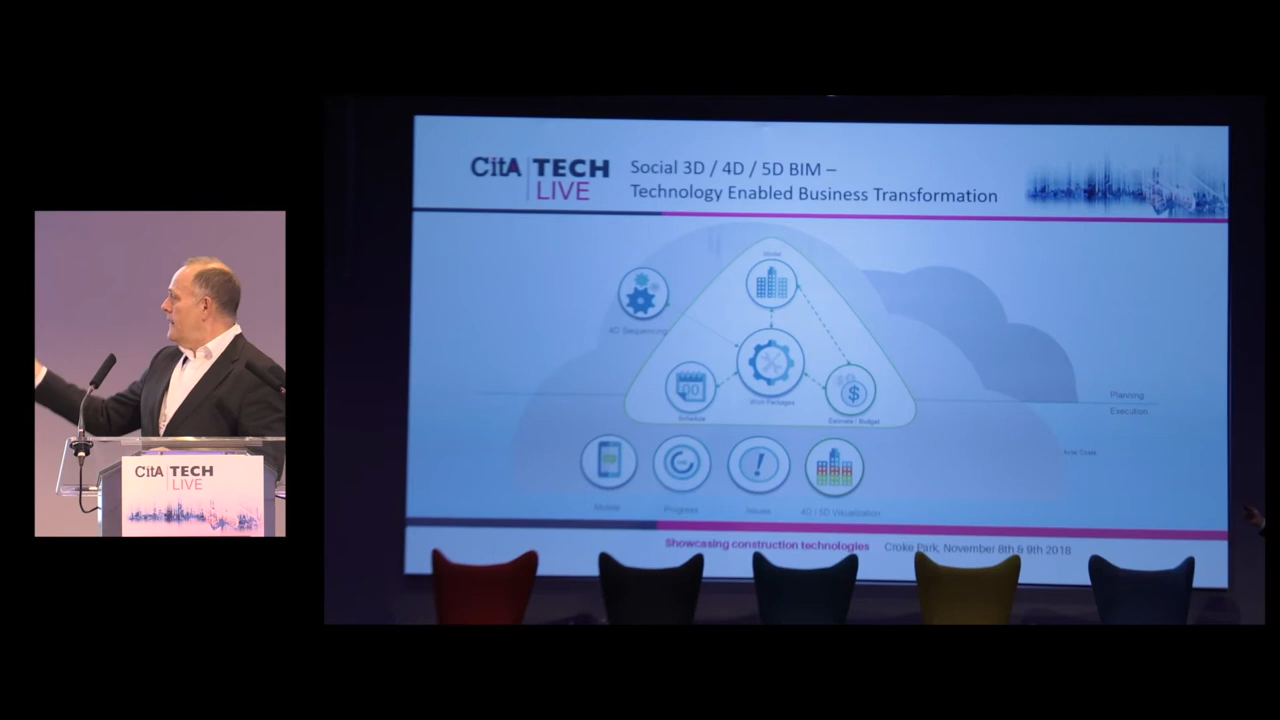 CitA TECH
LIVE
Social 3D / 4D / 5D BIM –
Technology Enabled Business Transformation
Model
4D Sequencing
Work Packages
Schedule
Estimate / Budget
Planning
Execution
Mobile
Progress
Issues
4D / 5D Visualization
Showcasing construction technologies
Croke Park, November 8th & 9th 2018
CitA TECH
LIVE